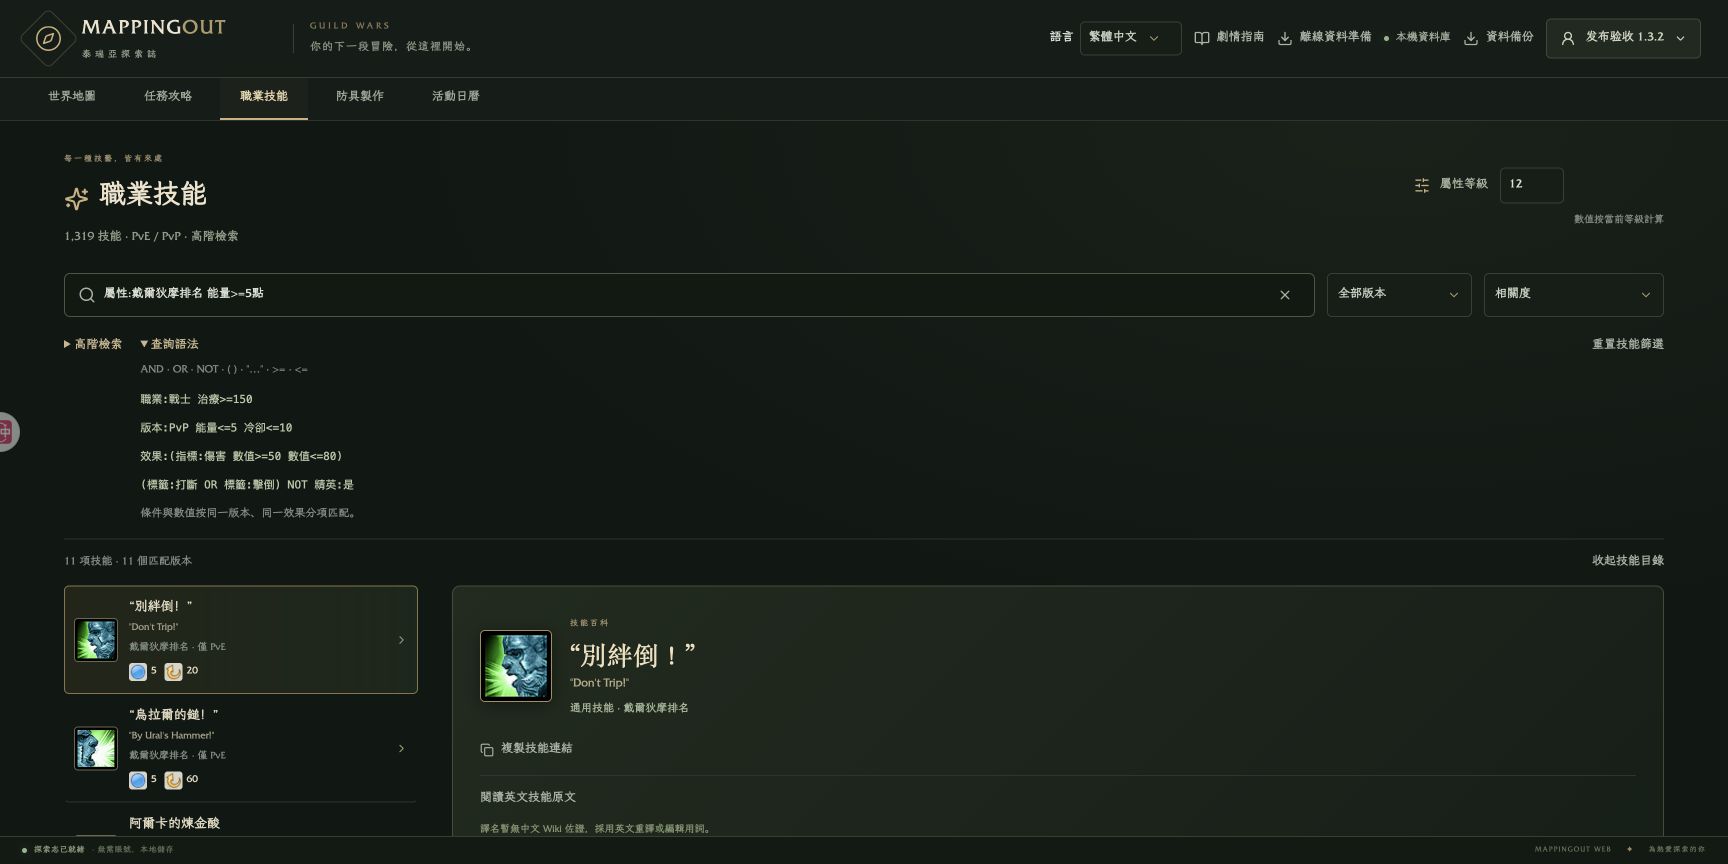 MAPPINGOUT
泰瑞亞探索誌
GUILD WARS
你的下一段冒險，從這裡開始。
語言
繁體中文
劇情指南
離線資料準備
本機資料庫
資料備份
发布验收 1.3.2
世界地圖
任務攻略
職業技能
防具製作
活動日曆
每一種技藝，皆有來處
職業技能
1,319 技能 · PvE / PvP · 高階檢索
屬性等級
12
數值按當前等級計算
屬性:戴爾狄摩排名 能量>=5點
全部版本
相關度
高階檢索
查詢語法
重置技能篩選
AND · OR · NOT · ( ) · "…" · >= · <=
職業:戰士 治療>=150
版本:PvP 能量<=5 冷卻<=10
效果:(指標:傷害 數值>=50 數值<=80)
(標籤:打斷 OR 標籤:擊倒) NOT 精英:是
條件與數值按同一版本、同一效果分項匹配。
11 項技能 · 11 個匹配版本
收起技能目錄
“別絆倒！”
"Don't Trip!"
戴爾狄摩排名 · 僅 PvE
5
20
“烏拉爾的鎚！”
"By Ural's Hammer!"
戴爾狄摩排名 · 僅 PvE
5
60
阿爾卡的煉金酸
技能百科
“別絆倒！”
"Don't Trip!"
通用技能 · 戴爾狄摩排名
複製技能連結
閱讀英文技能原文
譯名暫無中文 Wiki 佐證，採用英文重譯或編輯用詞。
探索志已就緒
· 無需賬號，本地儲存
MAPPINGOUT WEB
為熱愛探索的你
中